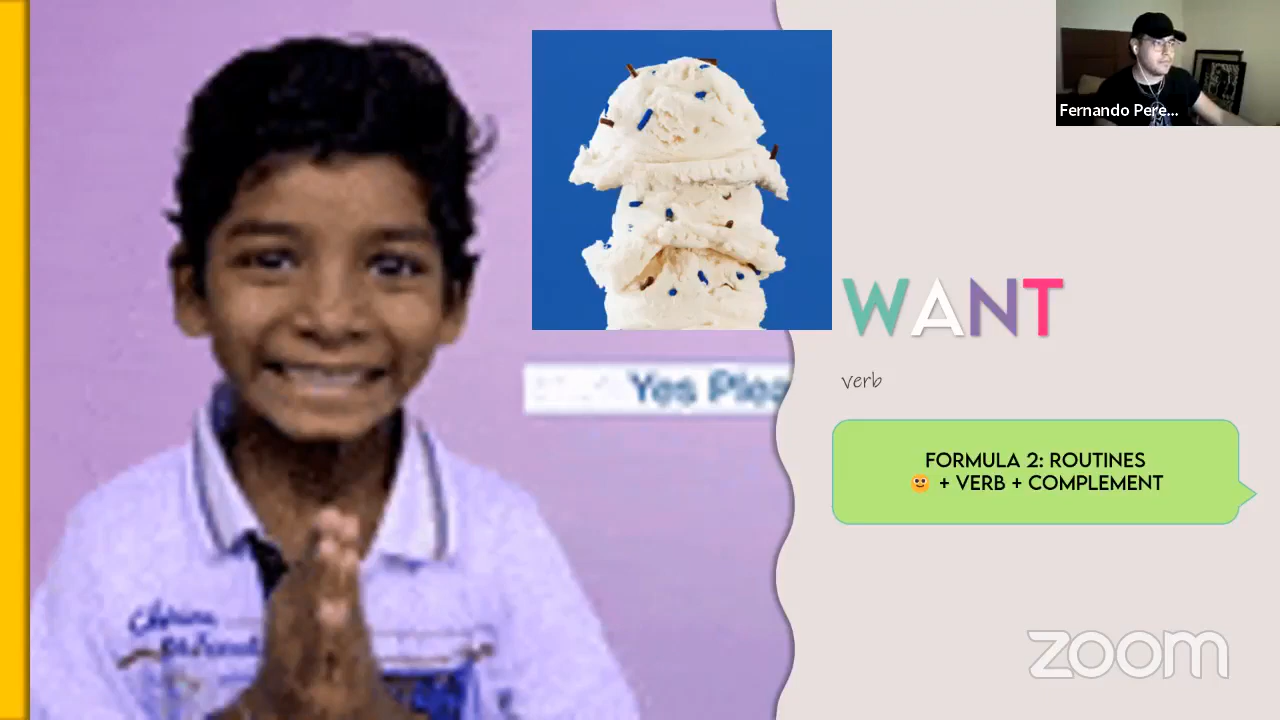 Fernando Pere...
Yes Plea
WANT
verb
FORMULA 2: ROUTINES
🙂 + VERB + COMPLEMENT
zoom